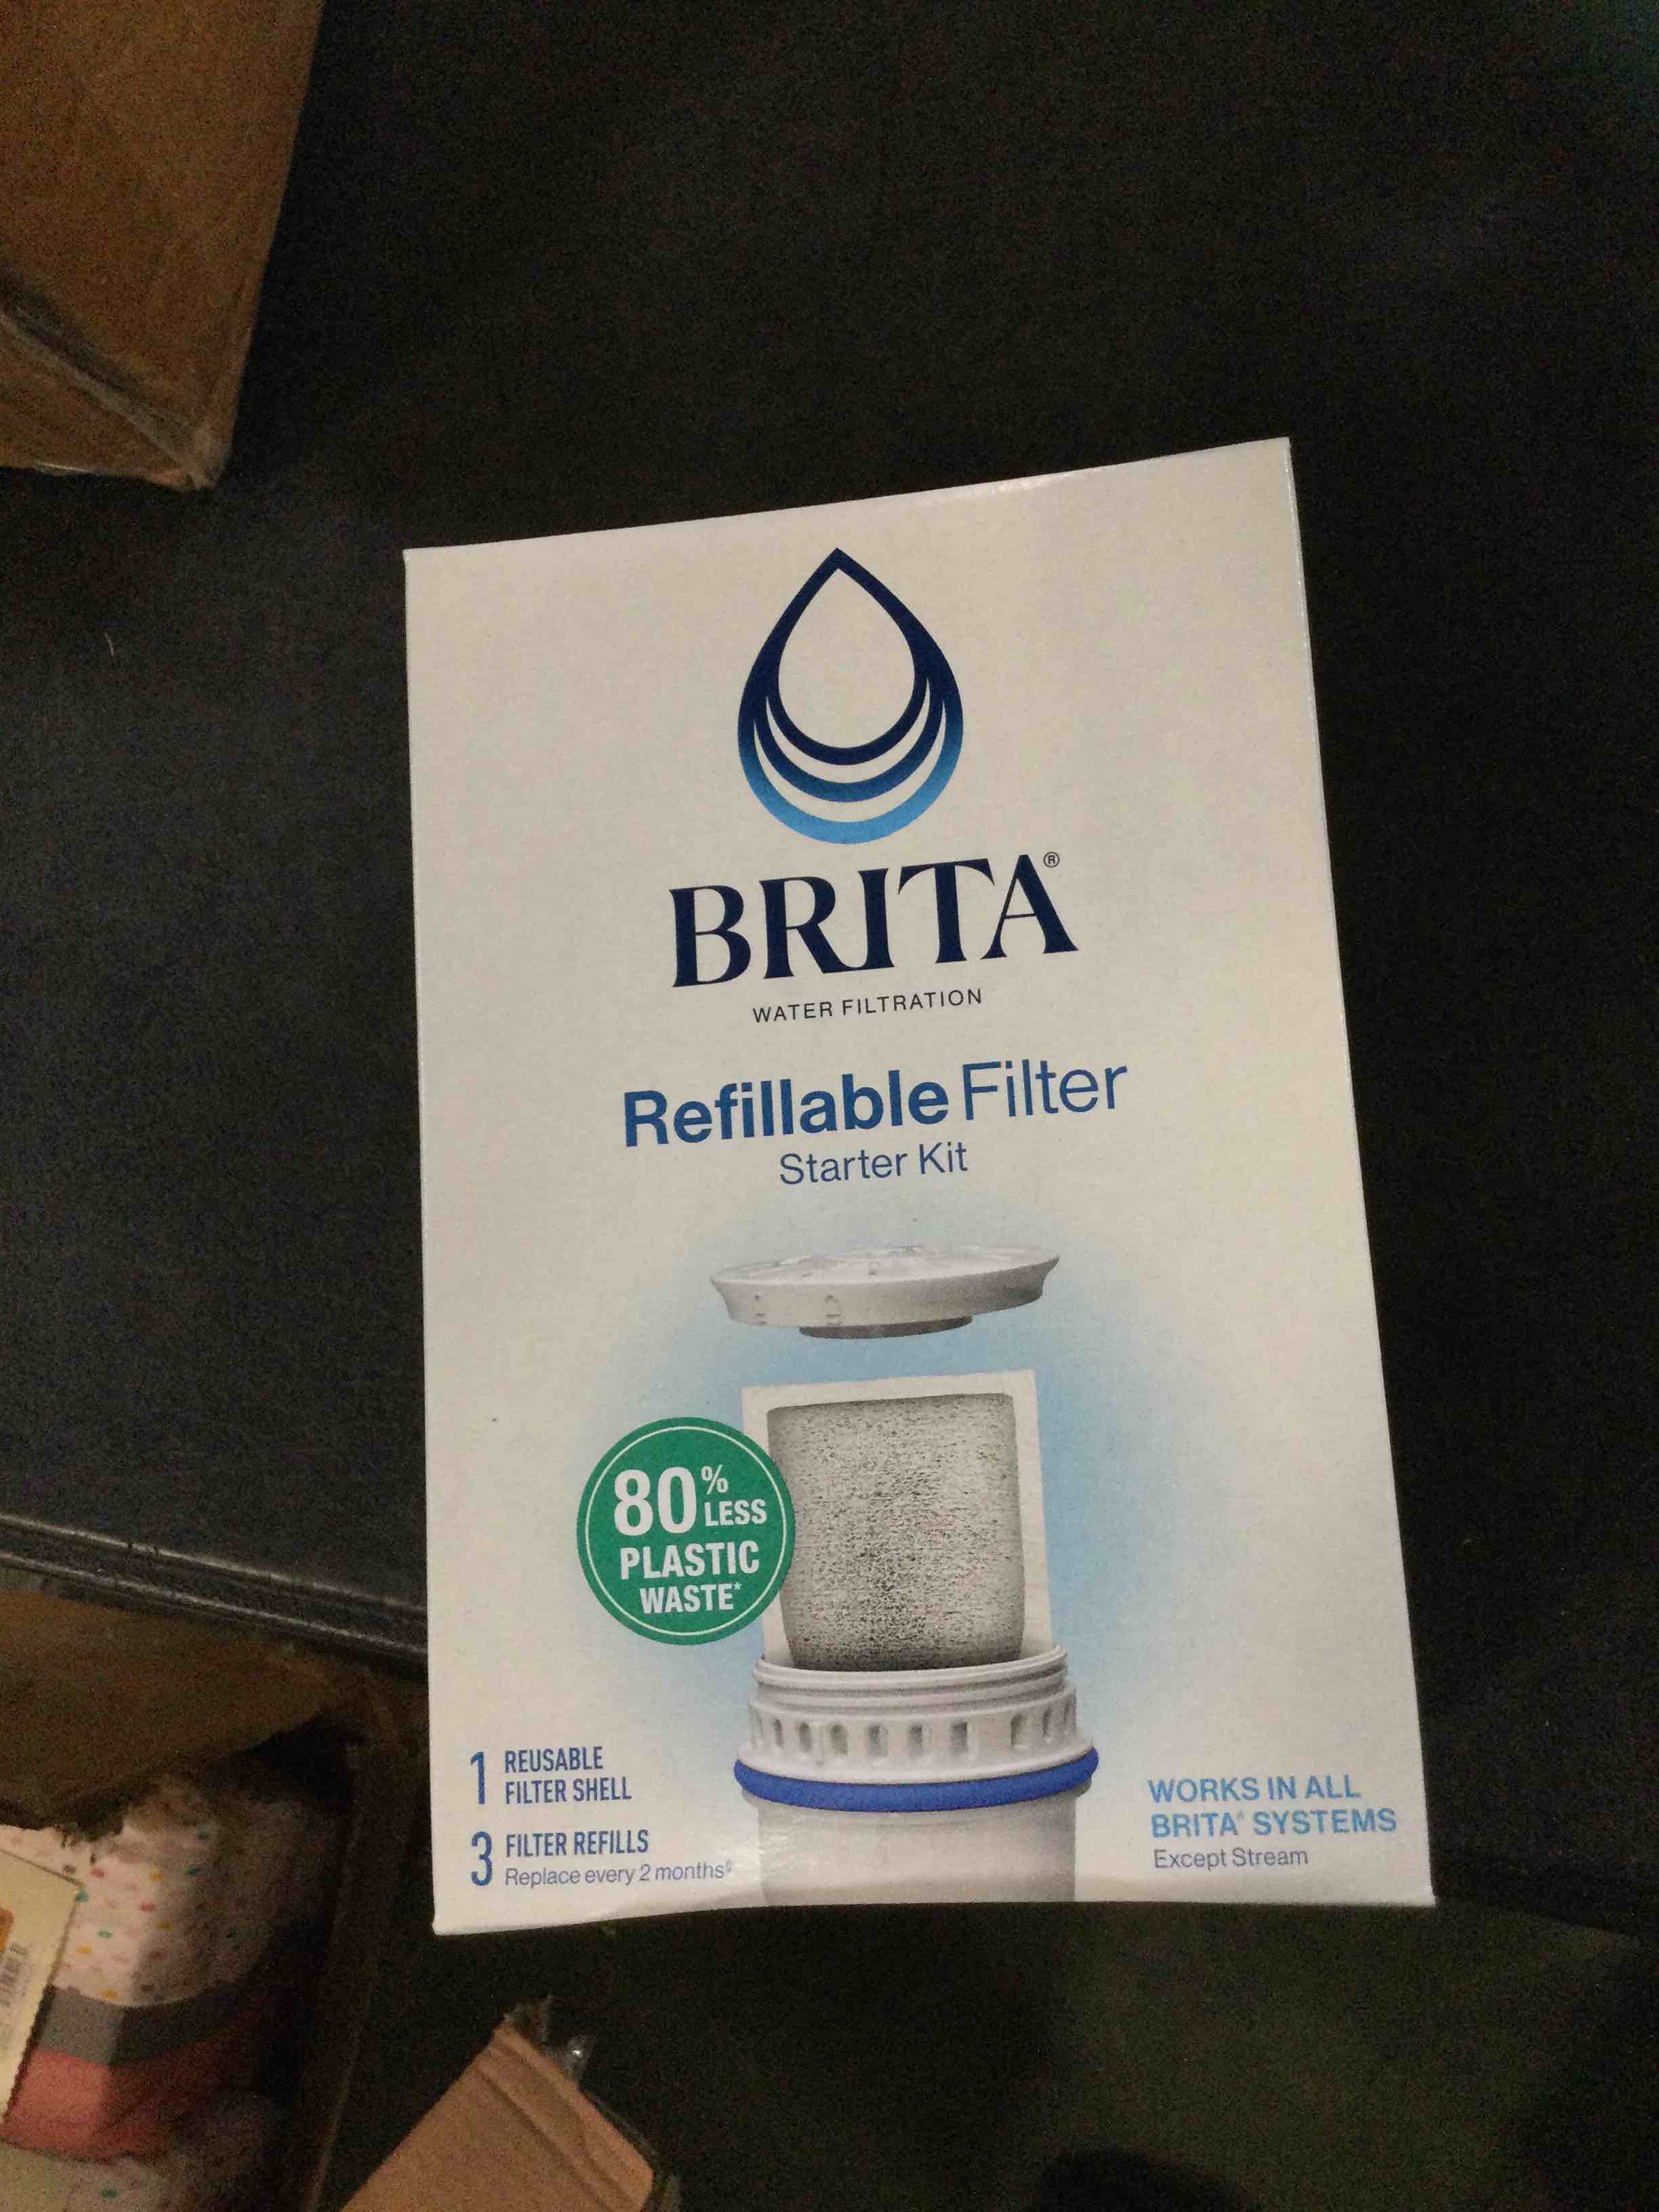 BRITA®
WATER FILTRATION
Refillable Filter
Starter Kit
80% LESS
PLASTIC
WASTE*
1 REUSABLE
FILTER SHELL
3 FILTER REFILLS
Replace every 2 months
WORKS IN ALL
BRITA® SYSTEMS
Except Stream